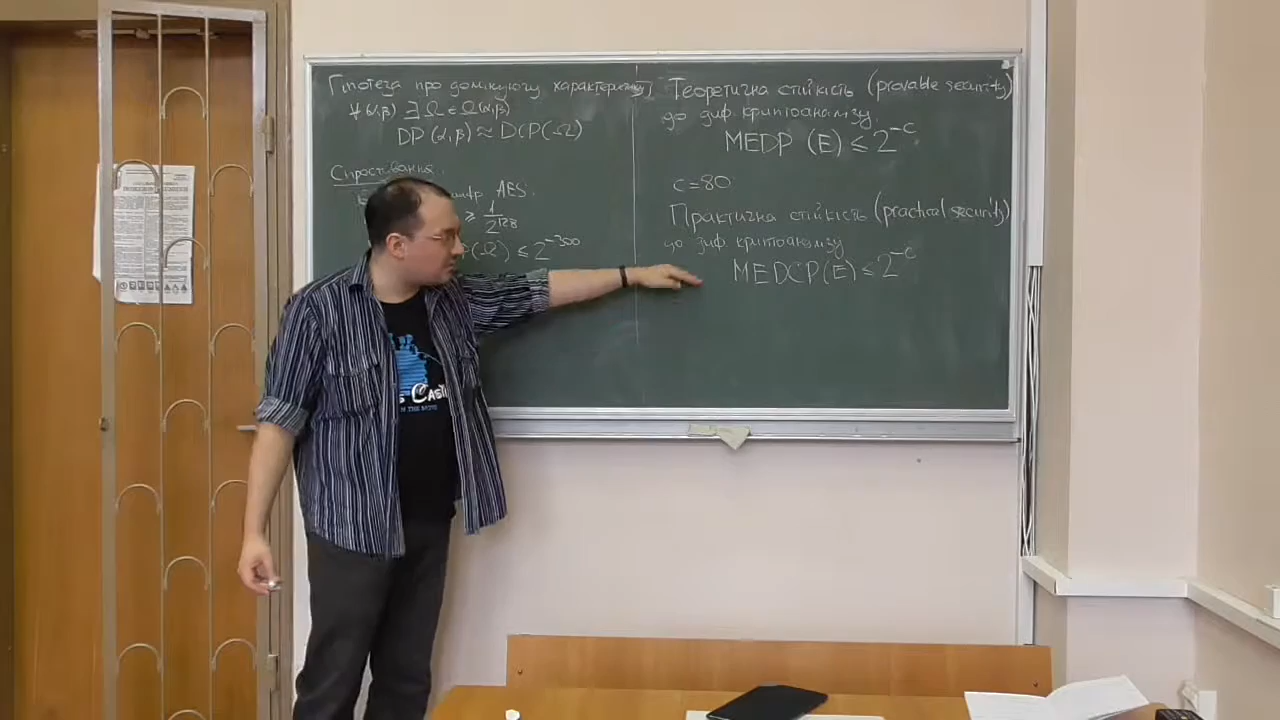 Гіпотеза про домінуючу характеристику
∀(α,β) ∃ Ω ∈ Ω(α,β)
DP(α,β) ≈ DCP(Ω)
Спростування.
шифр AES.
≥ 1/2^128
(Ω) ≤ 2^-300
Теоретична стійкість (provable security)
до диф. криптоаналізу.
MEDP (E) ≤ 2^-c
c=80
Практична стійкість (practical security)
до диф. криптоаналізу
MEDCP(E) ≤ 2^-c